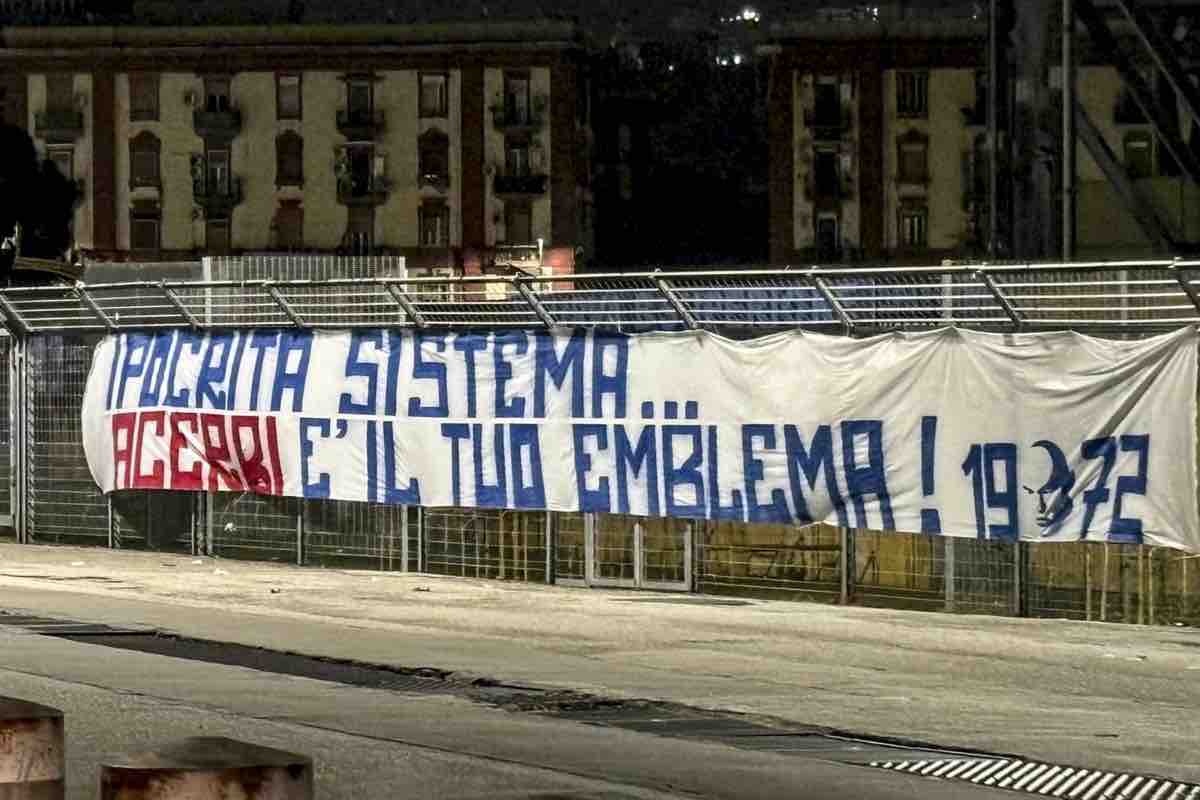 IPOCRITA SISTEMA...
ACERBI E' IL TUO EMBLEMA! 1972